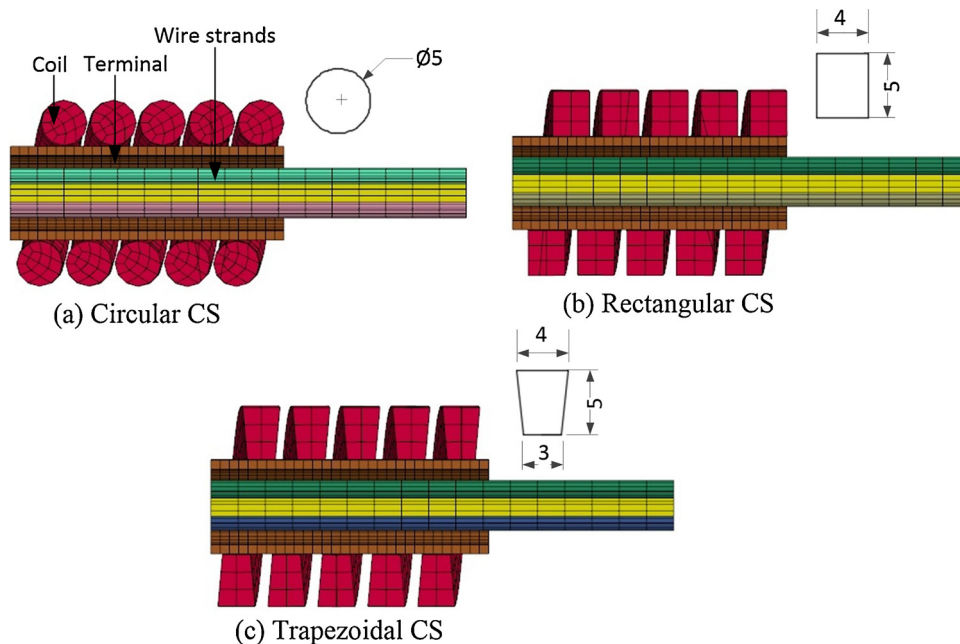 Wire strands
Coil
Terminal
Ø5
4
5
(a) Circular CS
(b) Rectangular CS
4
5
3
(c) Trapezoidal CS